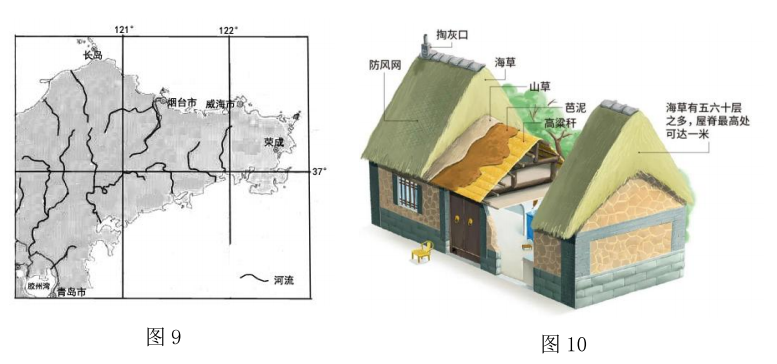 121°
122°
长岛
烟台市
威海市
荣成
37°
河流
胶州湾
青岛市
图 9
掏灰口
防风网
海草
山草
芭泥
高粱秆
海草有五六十层
之多，屋脊最高处
可达一米
图 10